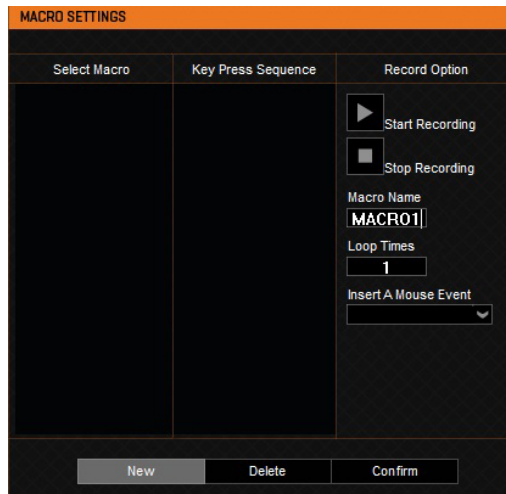 MACRO SETTINGS
Select Macro Key Press Sequence Record Option
Start Recording
Stop Recording
Macro Name
MACRO1
Loop Times
1
Insert A Mouse Event
New Delete Confirm